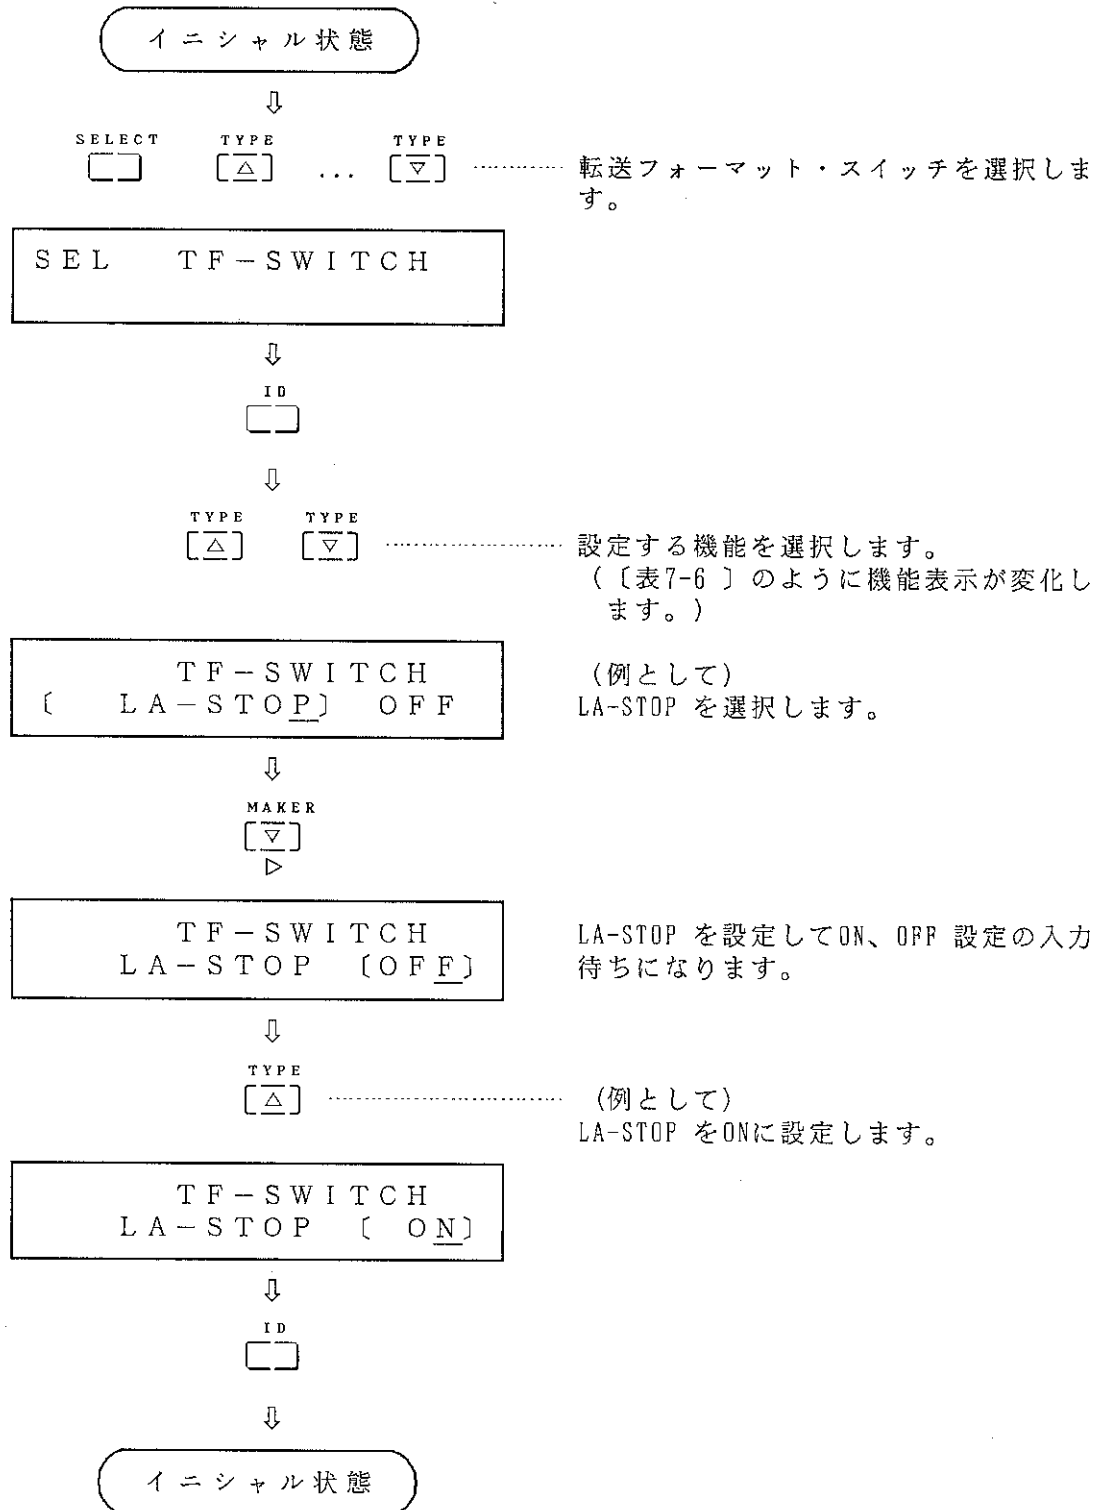 イニシャル状態
⇩
SELECT TYPE TYPE
△ ... ▽ 転送フォーマット・スイッチを選択しま
す。
SEL TF-SWITCH
⇩
ID
⇩
TYPE TYPE
△ ▽ 設定する機能を選択します。
(〔表7-6 〕のように機能表示が変化し
ます。)
TF-SWITCH
〔 LA-STOP〕 OFF
(例として)
LA-STOP を選択します。
⇩
MAKER
▽
▷
TF-SWITCH
LA-STOP 〔OFF〕
LA-STOP を設定してON、OFF 設定の入力
待ちになります。
⇩
TYPE
△ (例として)
LA-STOP をONに設定します。
TF-SWITCH
LA-STOP 〔 ON〕
⇩
ID
⇩
イニシャル状態